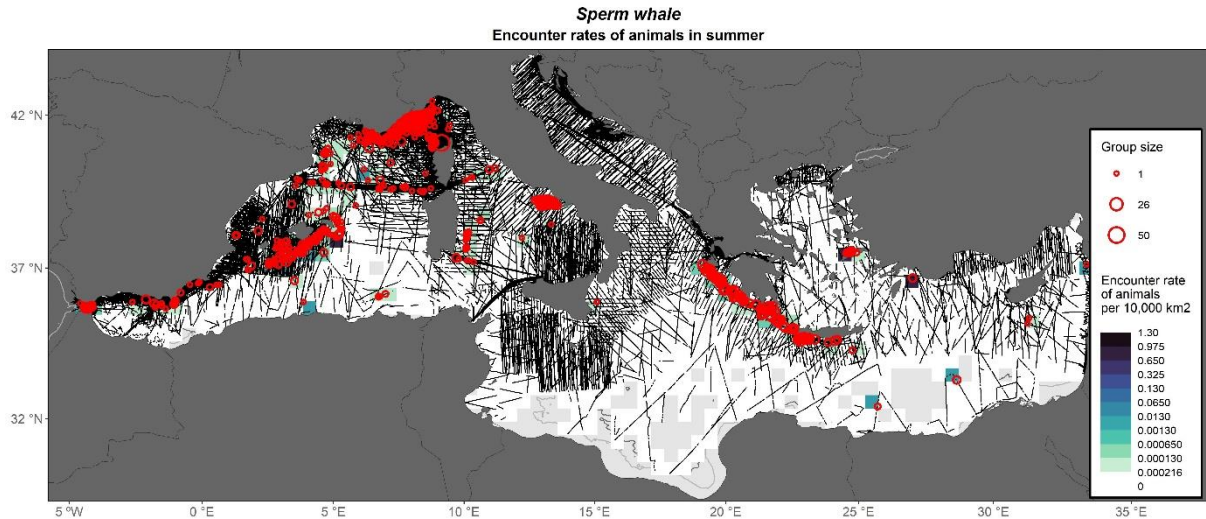 Sperm whale
Encounter rates of animals in summer
42 °N
37 °N
32 °N
5 °W
0 °E
5 °E
10 °E
15 °E
20 °E
25 °E
30 °E
35 °E
Group size
1
26
50
Encounter rate
of animals
per 10,000 km2
1.30
0.975
0.650
0.325
0.130
0.0650
0.0130
0.00130
0.000650
0.000130
0.000216
0